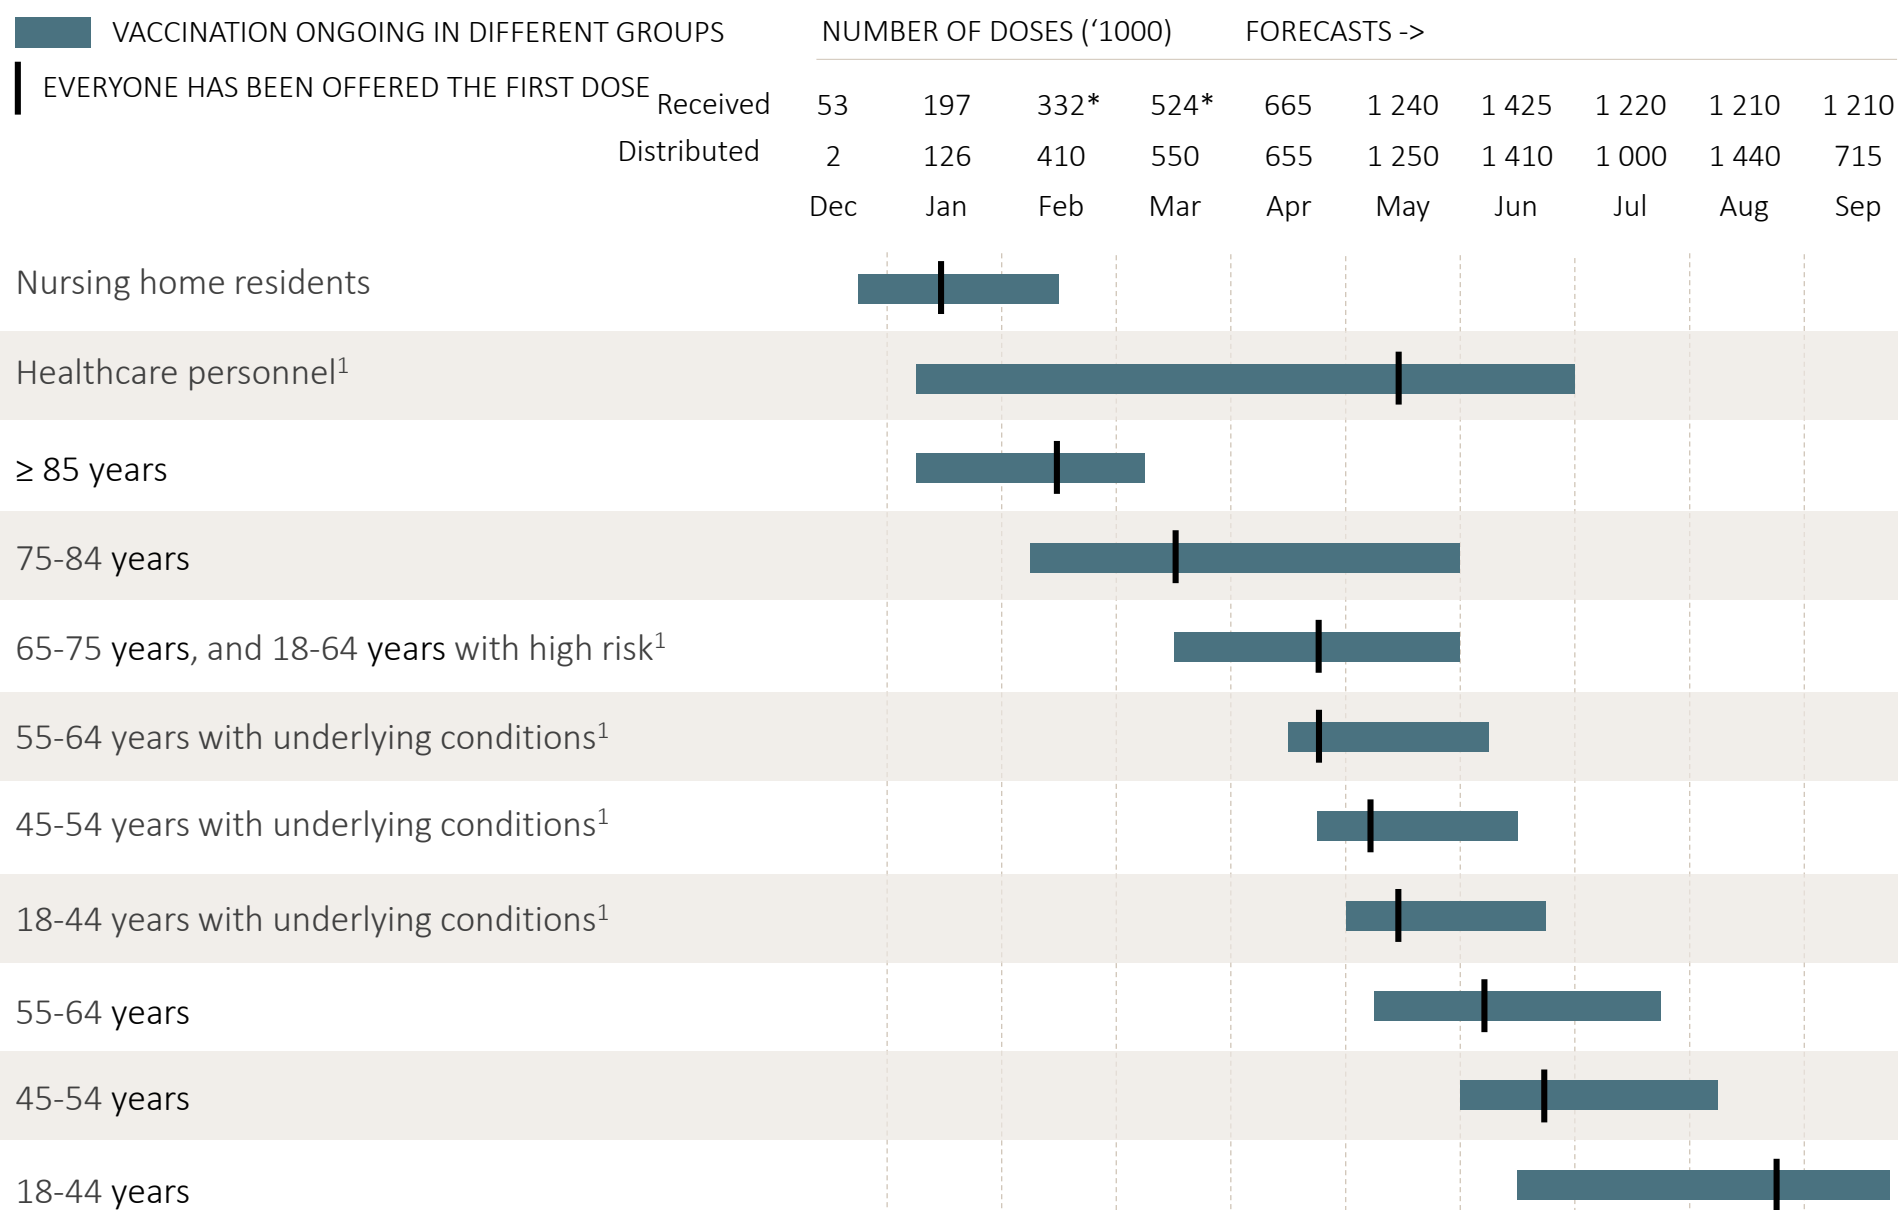 VACCINATION ONGOING IN DIFFERENT GROUPS
NUMBER OF DOSES (‘1000) FORECASTS ->
EVERYONE HAS BEEN OFFERED THE FIRST DOSE
Received 53 197 332* 524* 665 1 240 1 425 1 220 1 210 1 210
Distributed 2 126 410 550 655 1 250 1 410 1 000 1 440 715
Dec Jan Feb Mar Apr May Jun Jul Aug Sep
Nursing home residents
Healthcare personnel¹
≥ 85 years
75-84 years
65-75 years, and 18-64 years with high risk¹
55-64 years with underlying conditions¹
45-54 years with underlying conditions¹
18-44 years with underlying conditions¹
55-64 years
45-54 years
18-44 years